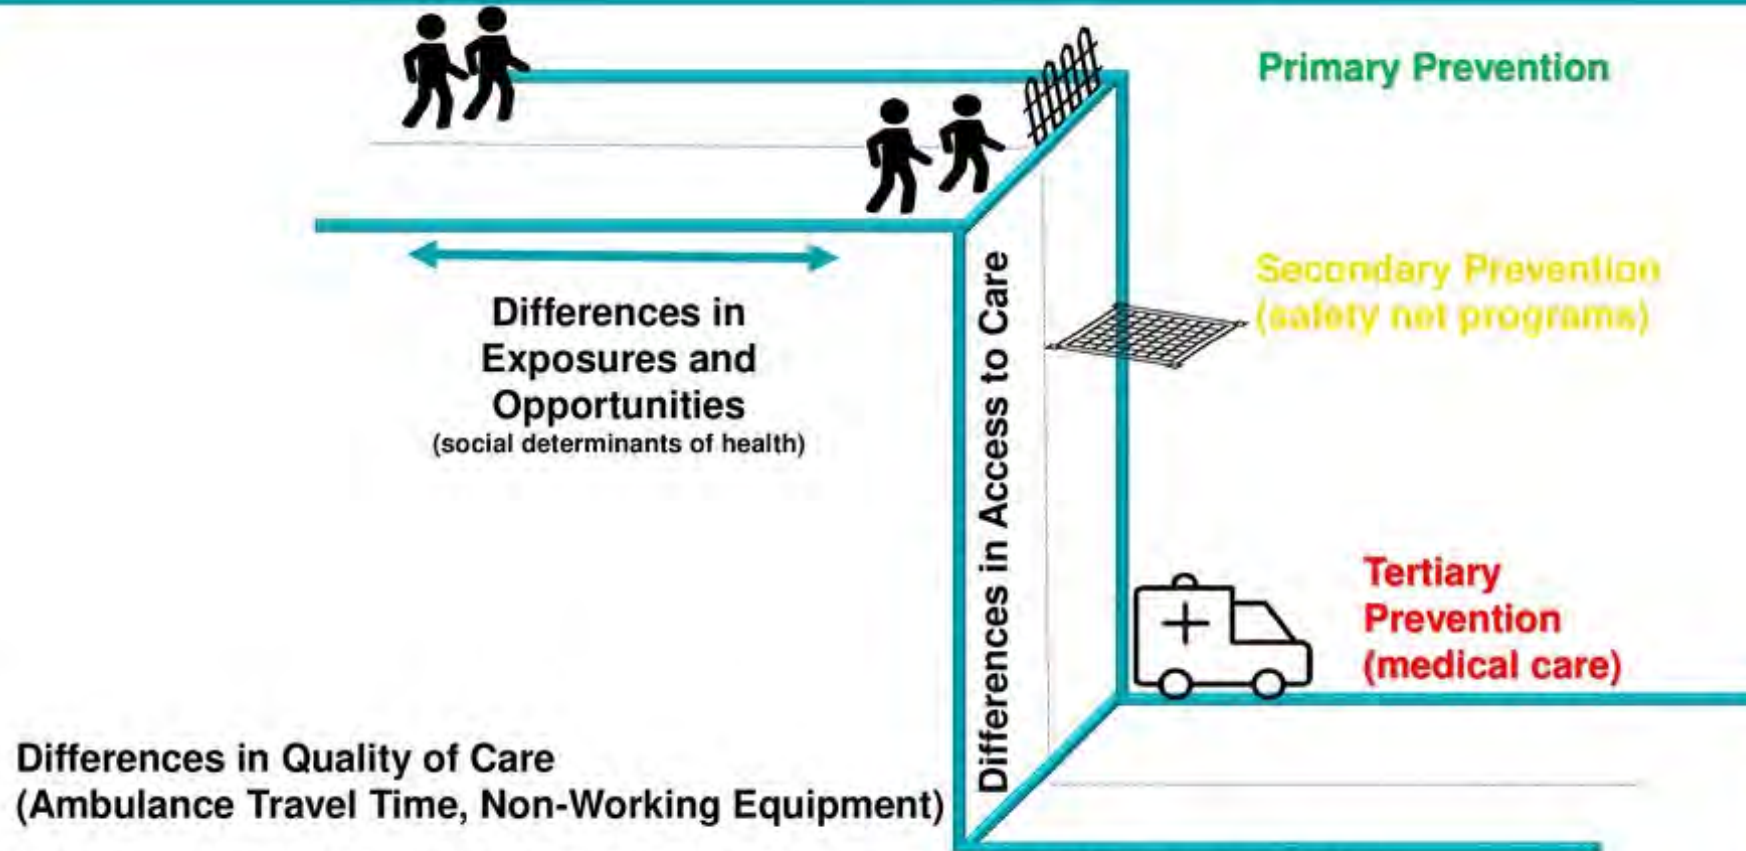 Primary Prevention
Secondary Prevention
(safety net programs)
Differences in
Exposures and
Opportunities
(social determinants of health)
Differences in Access to Care
Tertiary
Prevention
(medical care)
Differences in Quality of Care
(Ambulance Travel Time, Non-Working Equipment)